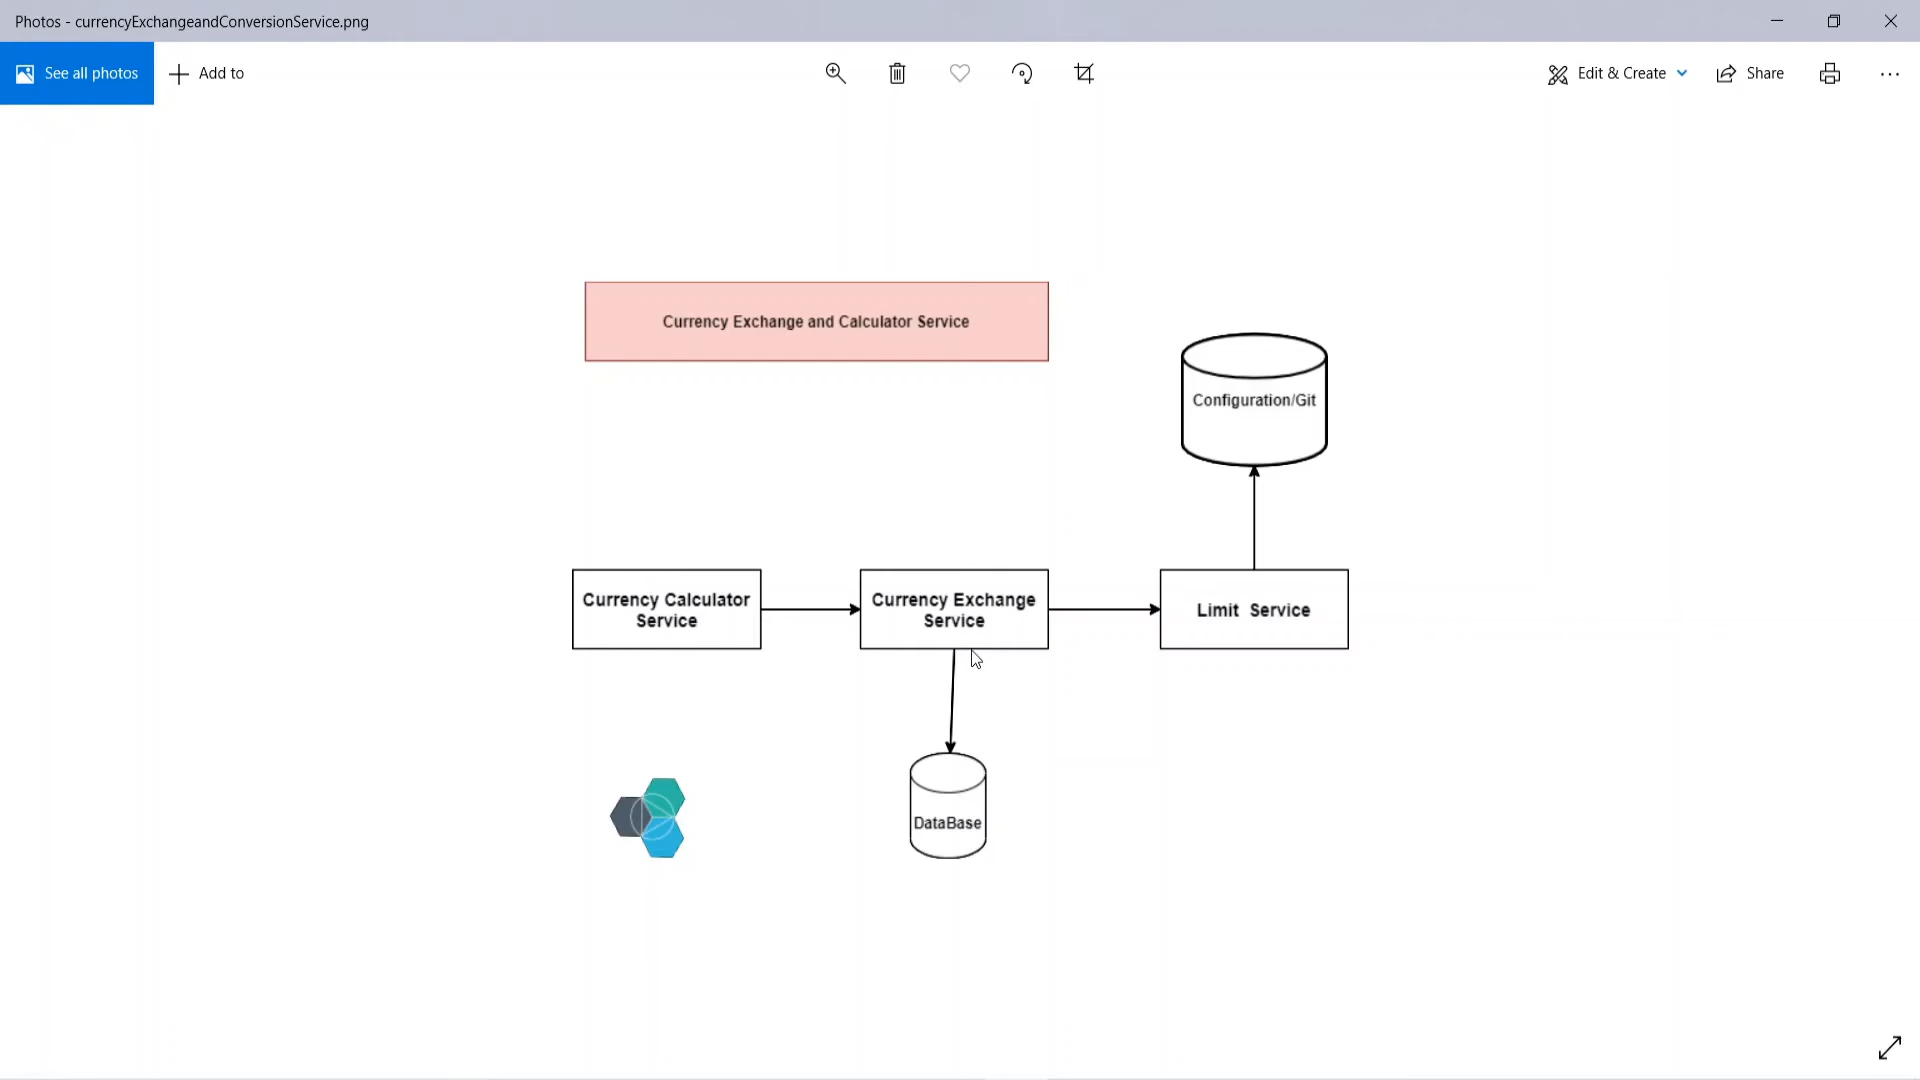 Photos - currencyExchangeandConversionService.png
See all photos
Add to
Edit & Create
Share
Currency Exchange and Calculator Service
Configuration/Git
Currency Calculator
Service
Currency Exchange
Service
Limit Service
DataBase